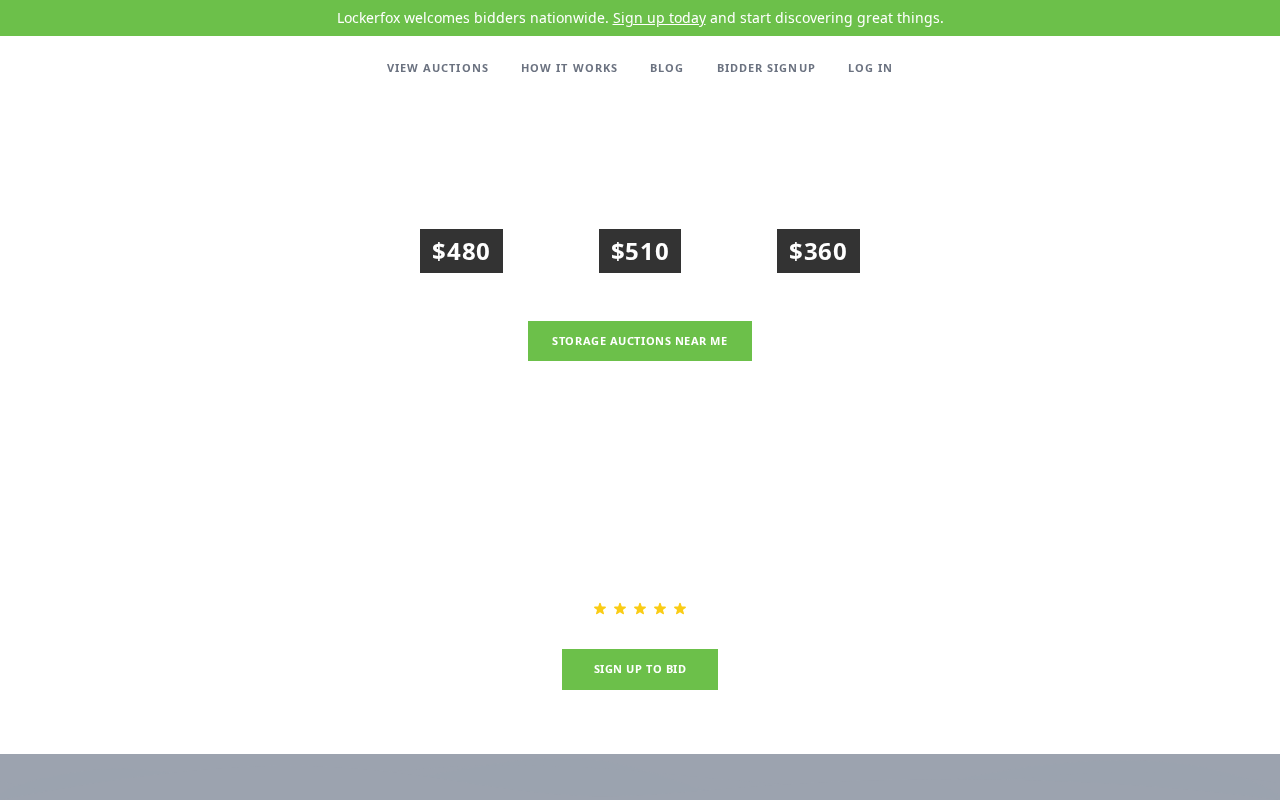 Lockerfox welcomes bidders nationwide. Sign up today and start discovering great things.
VIEW AUCTIONS HOW IT WORKS BLOG BIDDER SIGNUP LOG IN
$480 $510 $360
STORAGE AUCTIONS NEAR ME
SIGN UP TO BID